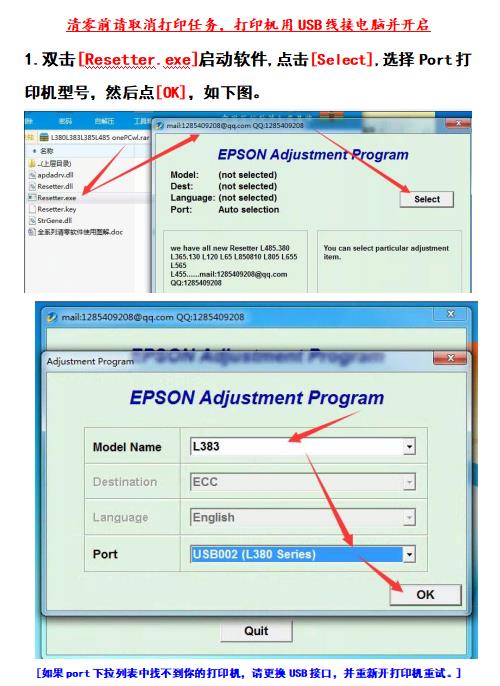 清零前请取消打印任务，打印机用USB线接电脑并开启
1.双击[Resetter.exe]启动软件,点击[Select],选择Port打
印机型号，然后点[OK]，如下图。
除 密码 自解压
L380L383L385L485 onePCwl.rar
名称
..(上层目录)
apdadrv.dll
Resetter.dll
Resetter.exe
Resetter.key
StrGene.dll
全系列清零软件使用图解.doc
mail:1285409208@qq.com QQ:1285409208
EPSON Adjustment Program
Model: (not selected)
Dest: (not selected)
Language: (not selected)
Port: Auto selection
Select
we have all new Resetter L485.380
L365.130 L120 L65 L850810 L805 L655
L565
L455......mail:1285409208@qq.com
QQ:1285409208
You can select particular adjustment
item.
mail:1285409208@qq.com QQ:1285409208
Adjustment Program
EPSON Adjustment Program
Model Name L383
Destination ECC
Language English
Port USB002 (L380 Series)
OK
Quit
[如果port下拉列表中找不到你的打印机，请更换USB接口，并重新开打印机重试。]